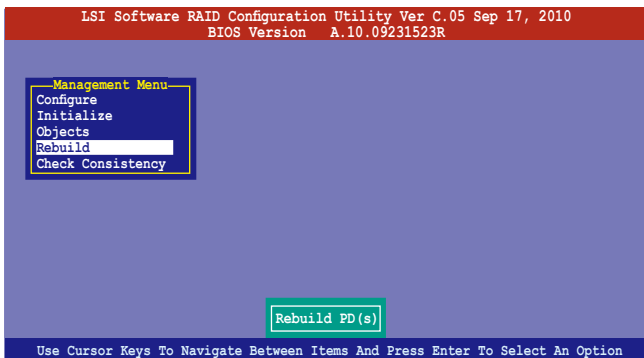 LSI Software RAID Configuration Utility Ver C.05 Sep 17, 2010
BIOS Version A.10.09231523R
Management Menu
Configure
Initialize
Objects
Rebuild
Check Consistency
Rebuild PD(s)
Use Cursor Keys To Navigate Between Items And Press Enter To Select An Option